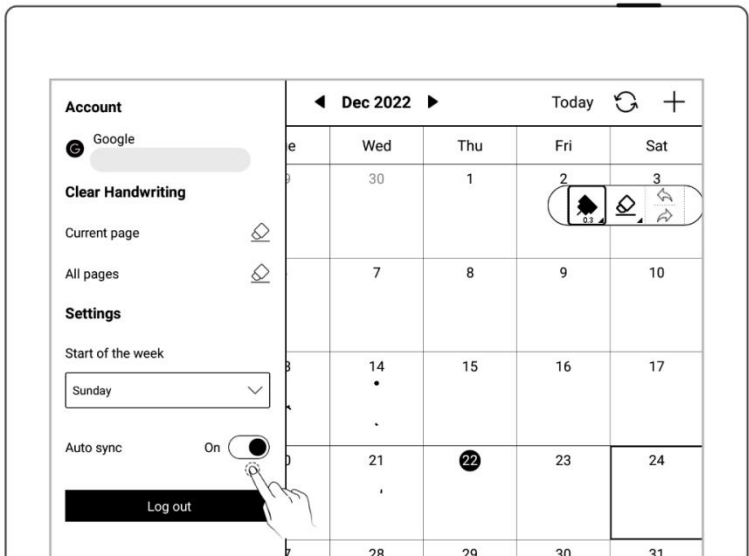 Account
Google
Clear Handwriting
Current page
All pages
Settings
Start of the week
Sunday
Auto sync On
Log out
Dec 2022 Today
e Wed Thu Fri Sat
9 30 1 2 3
0.3
7 8 9 10
14 15 16 17
21 22 23 24
28 29 30 31